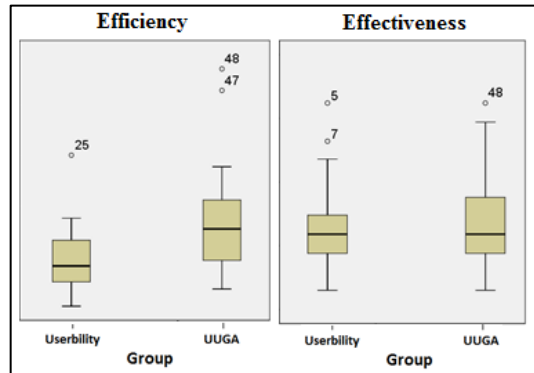 Efficiency
48
47
25
Userbility UUGA
Group
Effectiveness
5
48
7
Userbility UUGA
Group